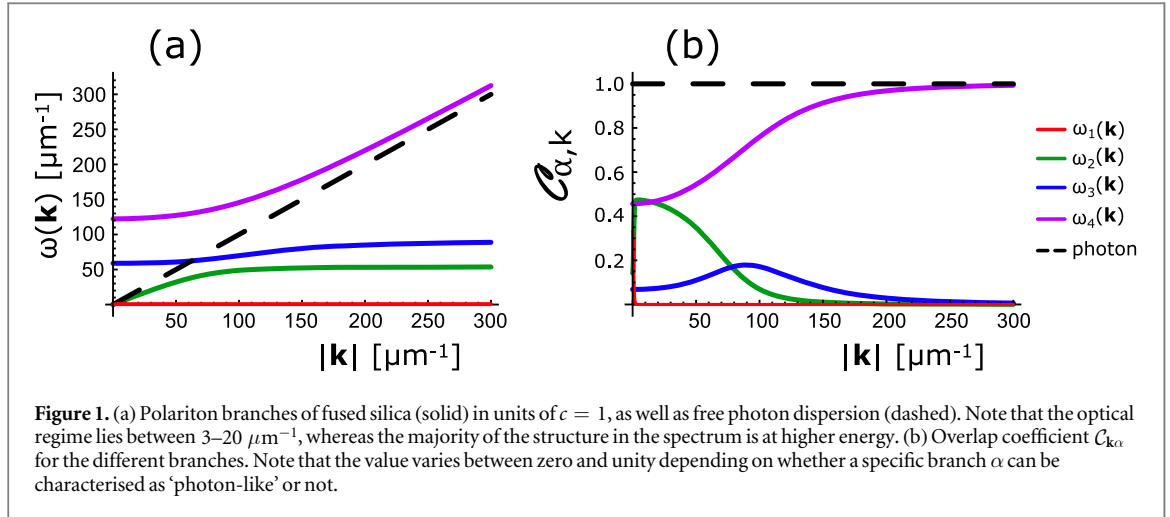 (a)
(b)
ω(k) [μm⁻¹]
300
250
200
150
100
50
50 100 150 200 250 300
|k| [μm⁻¹]
𝒞α,k
1.0
0.8
0.6
0.4
0.2
50 100 150 200 250 300
|k| [μm⁻¹]
ω₁(k)
ω₂(k)
ω₃(k)
ω₄(k)
photon
Figure 1. (a) Polariton branches of fused silica (solid) in units of c = 1, as well as free photon dispersion (dashed). Note that the optical
regime lies between 3–20 μm⁻¹, whereas the majority of the structure in the spectrum is at higher energy. (b) Overlap coefficient 𝒞kα
for the different branches. Note that the value varies between zero and unity depending on whether a specific branch α can be
characterised as ‘photon-like’ or not.